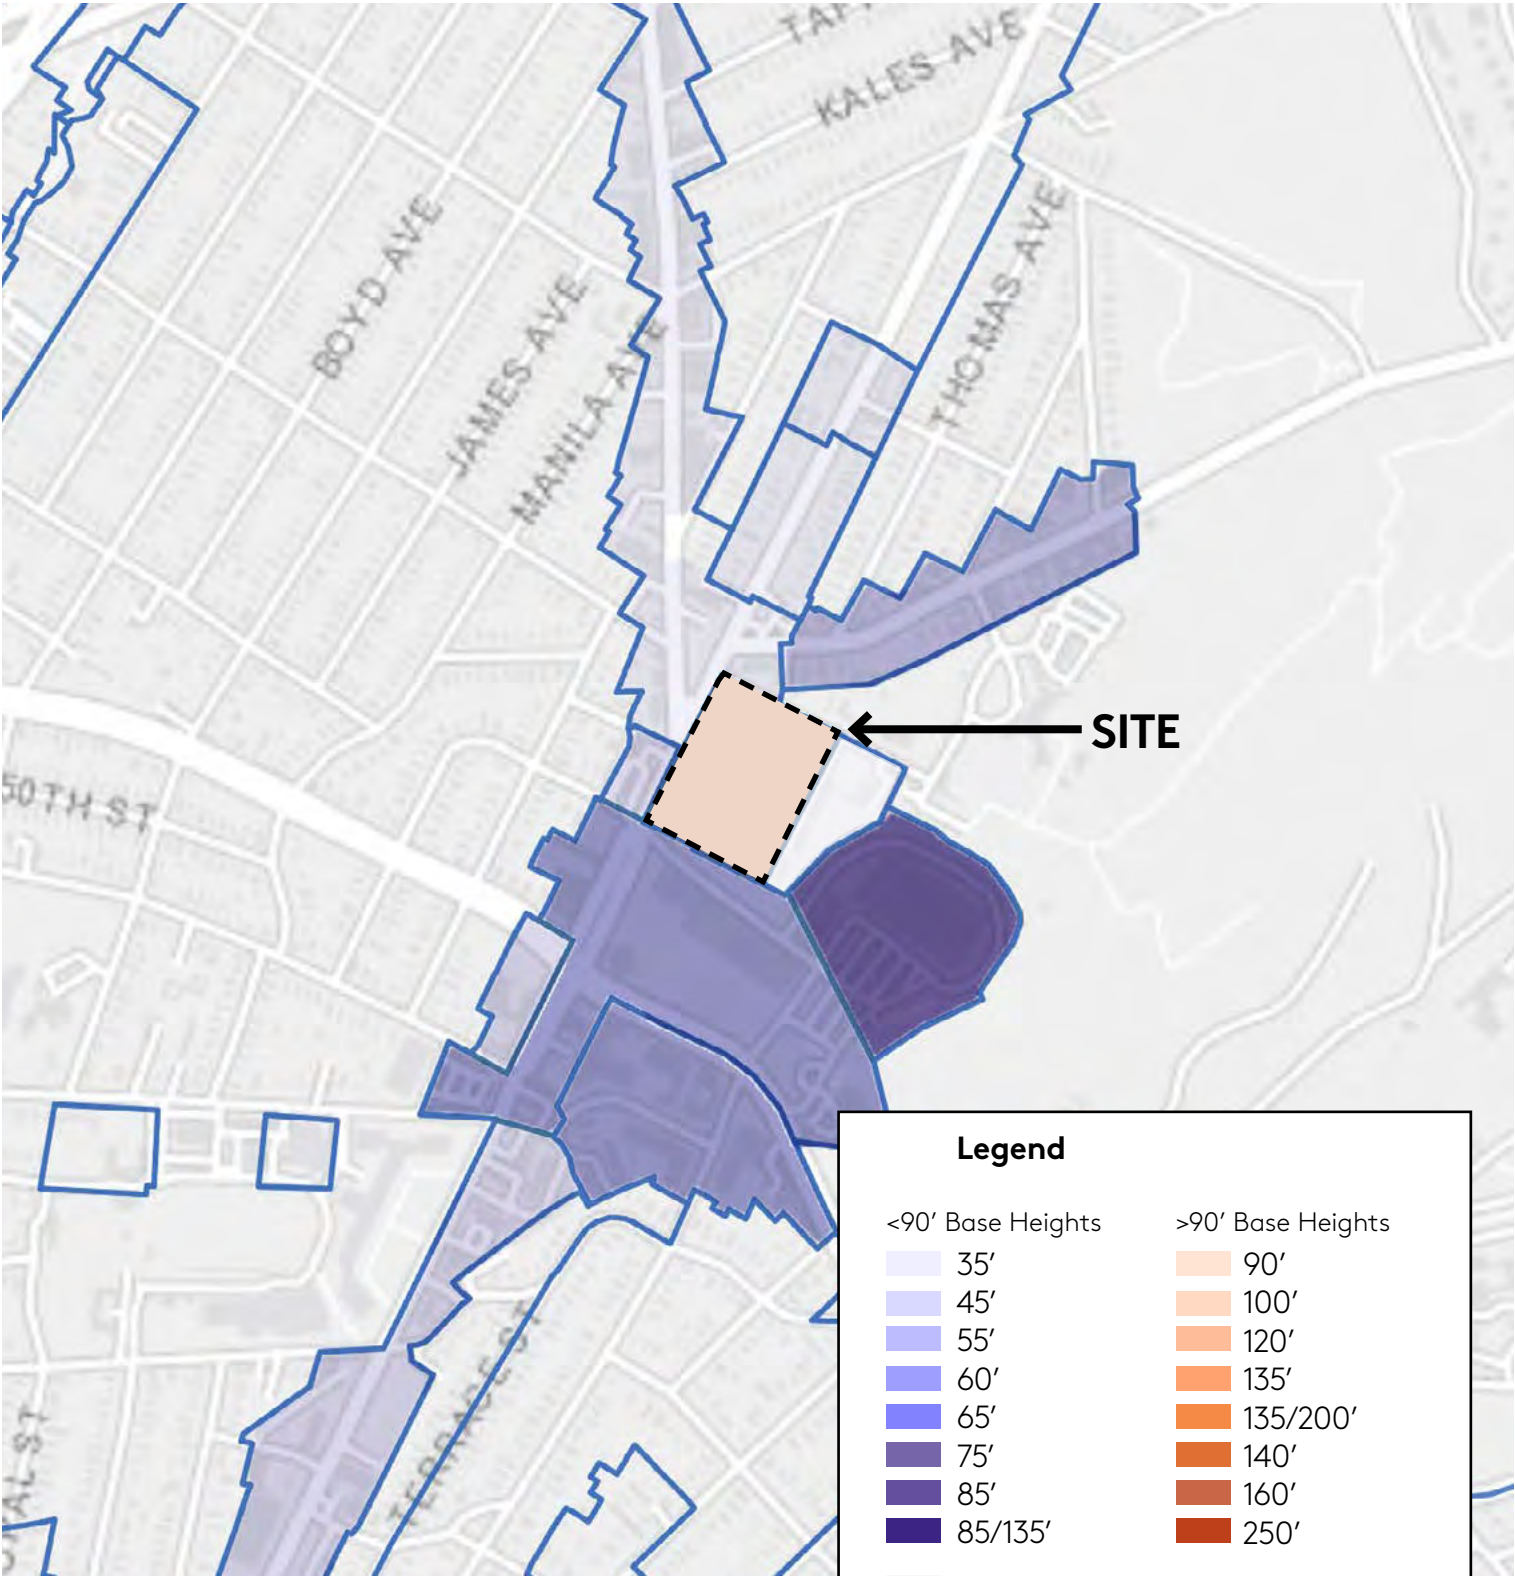 KALES AVE
BOYD AVE
JAMES AVE
MANILA AVE
THOMAS AVE
SITE
50TH ST
TERRACE ST
Legend
<90′ Base Heights
35′
45′
55′
60′
65′
75′
85′
85/135′
>90′ Base Heights
90′
100′
120′
135′
135/200′
140′
160′
250′